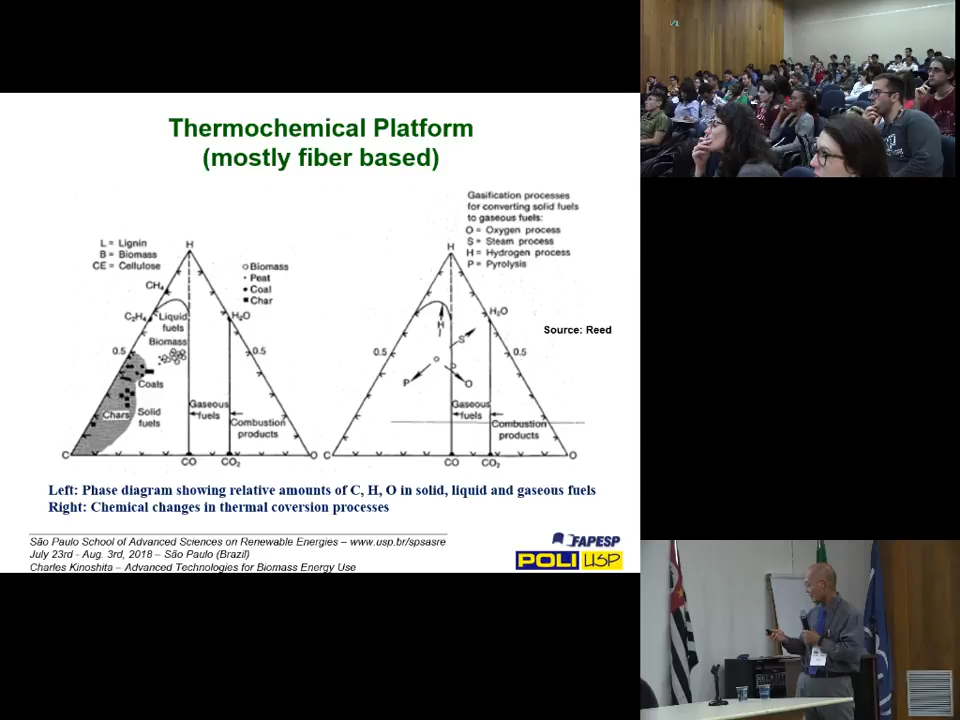 Thermochemical Platform
(mostly fiber based)
L = Lignin
B = Biomass
CE = Cellulose
H
CH₄
C₂H₄
Liquid
fuels
Biomass
0.5
Coals
Chars
Solid
fuels
C
Biomass
Peat
Coal
Char
H₂O
0.5
Gaseous
fuels
Combustion
products
CO
CO₂
O
Gasification processes
for converting solid fuels
to gaseous fuels:
O = Oxygen process
S = Steam process
H = Hydrogen process
P = Pyrolysis
H
H₂O
H
S
0.5
0.5
P
O
Gaseous
fuels
Combustion
products
C
CO
CO₂
O
Source: Reed
Left: Phase diagram showing relative amounts of C, H, O in solid, liquid and gaseous fuels
Right: Chemical changes in thermal coversion processes
São Paulo School of Advanced Sciences on Renewable Energies – www.usp.br/spsasre
July 23rd - Aug. 3rd, 2018 – São Paulo (Brazil)
Charles Kinoshita – Advanced Technologies for Biomass Energy Use
FAPESP
POLI USP